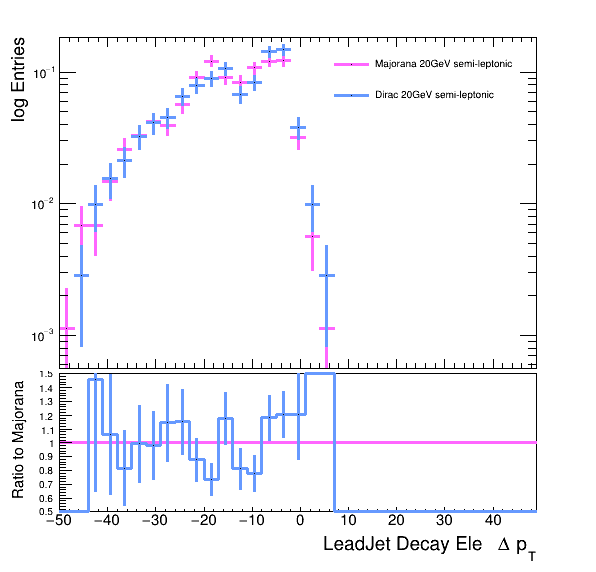 log Entries
10⁻¹
10⁻²
10⁻³
Majorana 20GeV semi-leptonic
Dirac 20GeV semi-leptonic
Ratio to Majorana
1.5
1.4
1.3
1.2
1.1
1
0.9
0.8
0.7
0.6
0.5
−50 −40 −30 −20 −10 0 10 20 30 40
LeadJet Decay Ele Δ p_T